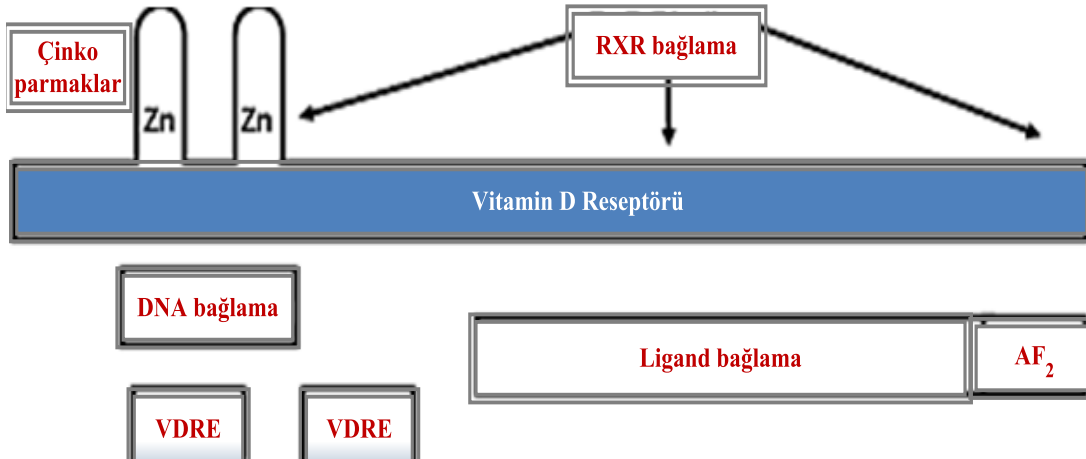 Çinko
parmaklar
Zn
Zn
RXR bağlama
Vitamin D Reseptörü
DNA bağlama
Ligand bağlama
AF2
VDRE
VDRE